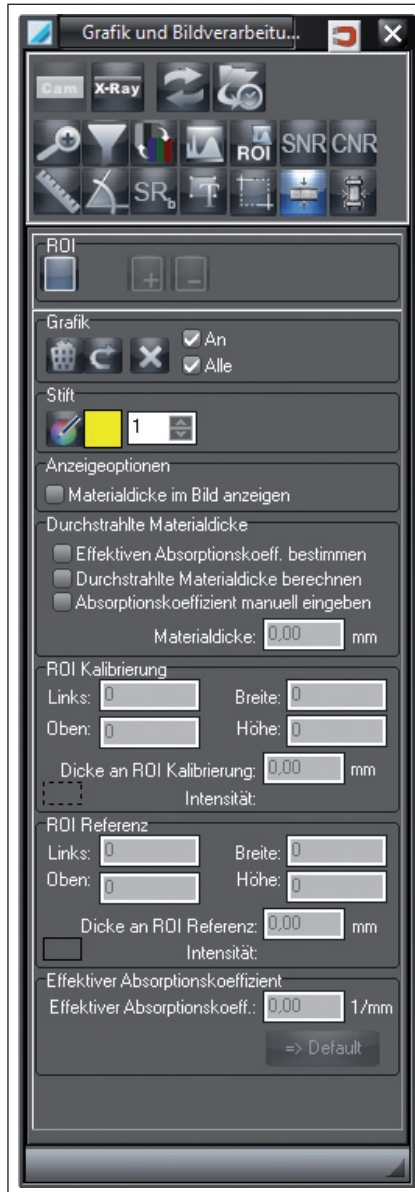 Grafik und Bildverarbeitu...
Cam X-Ray
ROI SNR CNR
SRb T
ROI
Grafik
An
Alle
Stift
1
Anzeigeoptionen
Materialdicke im Bild anzeigen
Durchstrahlte Materialdicke
Effektiven Absorptionskoeff. bestimmen
Durchstrahlte Materialdicke berechnen
Absorptionskoeffizient manuell eingeben
Materialdicke: 0,00 mm
ROI Kalibrierung
Links: 0 Breite: 0
Oben: 0 Höhe: 0
Dicke an ROI Kalibrierung: 0,00 mm
Intensität:
ROI Referenz
Links: 0 Breite: 0
Oben: 0 Höhe: 0
Dicke an ROI Referenz: 0,00 mm
Intensität:
Effektiver Absorptionskoeffizient
Effektiver Absorptionskoeff.: 0,00 1/mm
=> Default